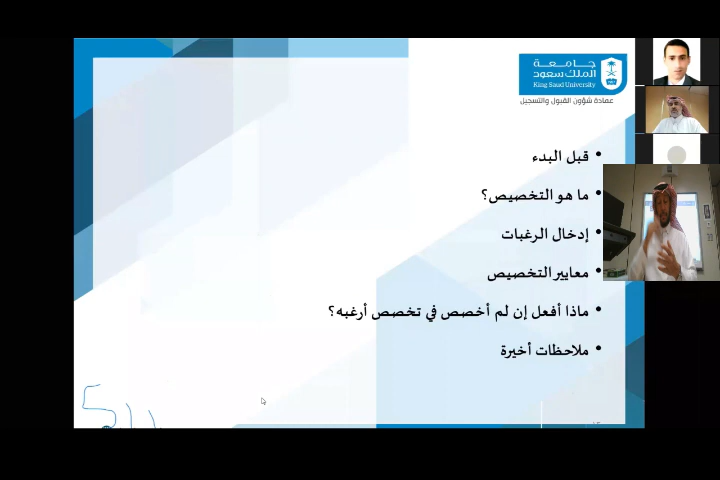 جامعة
الملك سعود
King Saud University
عمادة شؤون القبول والتسجيل
• قبل البدء
• ما هو التخصيص؟
• إدخال الرغبات
• معايير التخصيص
• ماذا أفعل إن لم أخصص في تخصص أرغبه؟
• ملاحظات أخيرة